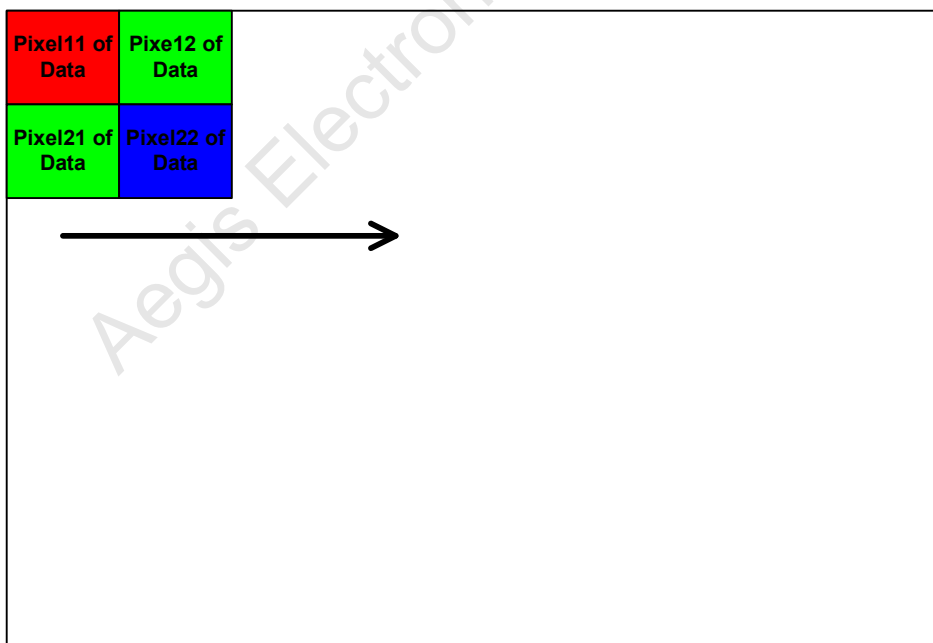 Pixel11 of
Data
Pixe12 of
Data
Pixel21 of
Data
Pixel22 of
Data
Aegis Electron